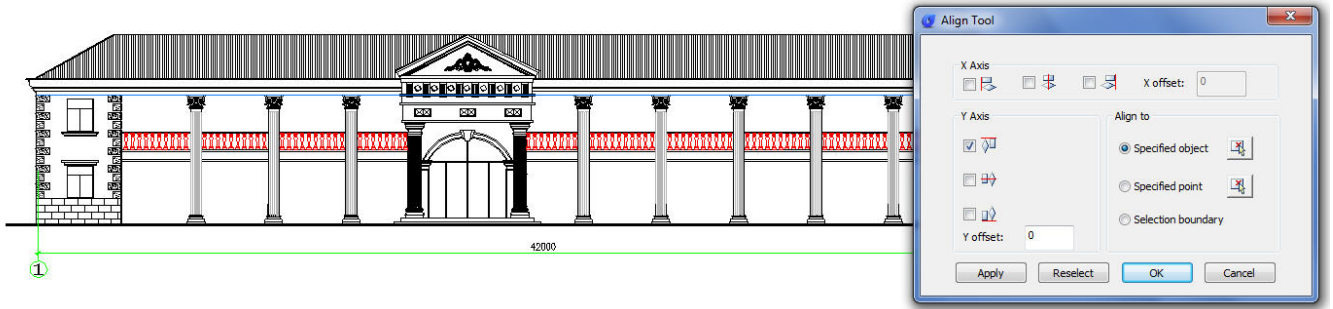 Align Tool
X Axis
X offset: 0
Y Axis
Align to
Specified object
Specified point
Selection boundary
Y offset: 0
Apply Reselect OK Cancel
42000
1